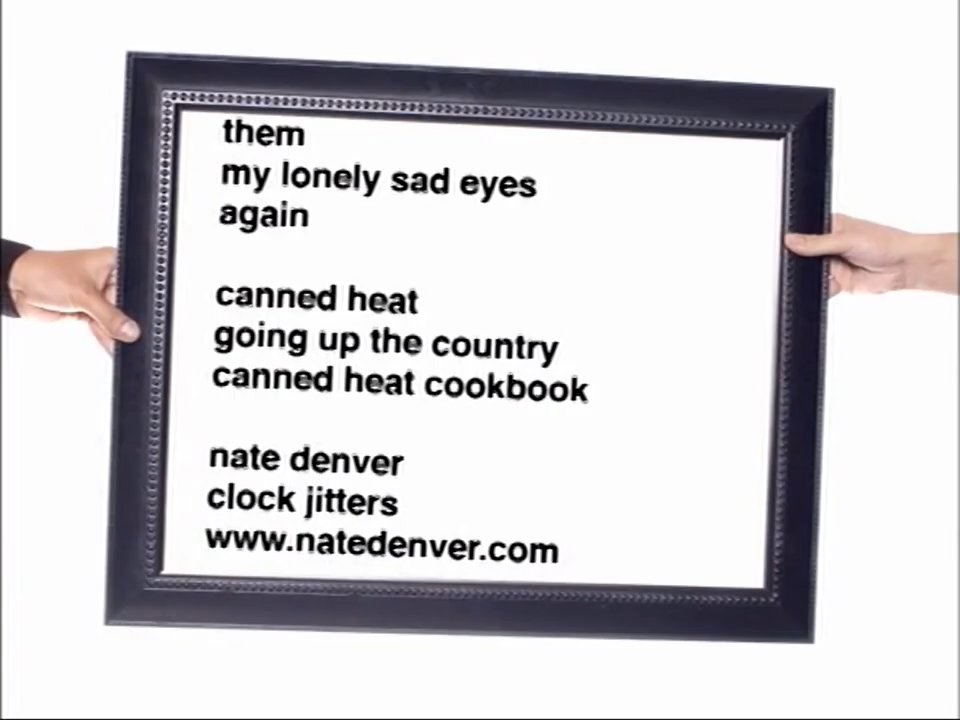 them
my lonely sad eyes
again

canned heat
going up the country
canned heat cookbook

nate denver
clock jitters
www.natedenver.com